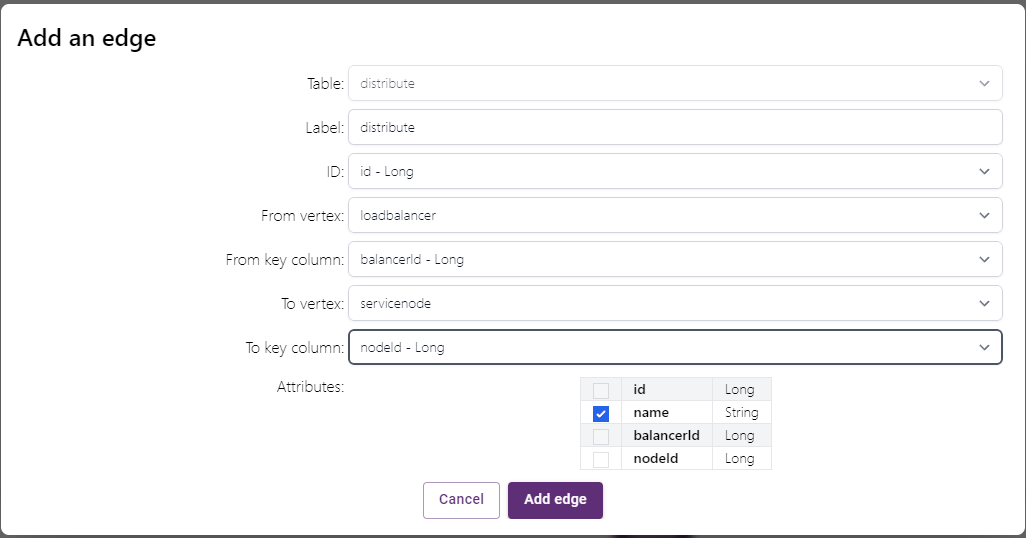 Add an edge
Table: distribute
Label: distribute
ID: id - Long
From vertex: loadbalancer
From key column: balancerId - Long
To vertex: servicenode
To key column: nodeId - Long
Attributes:
id Long
name String
balancerId Long
nodeId Long
Cancel Add edge